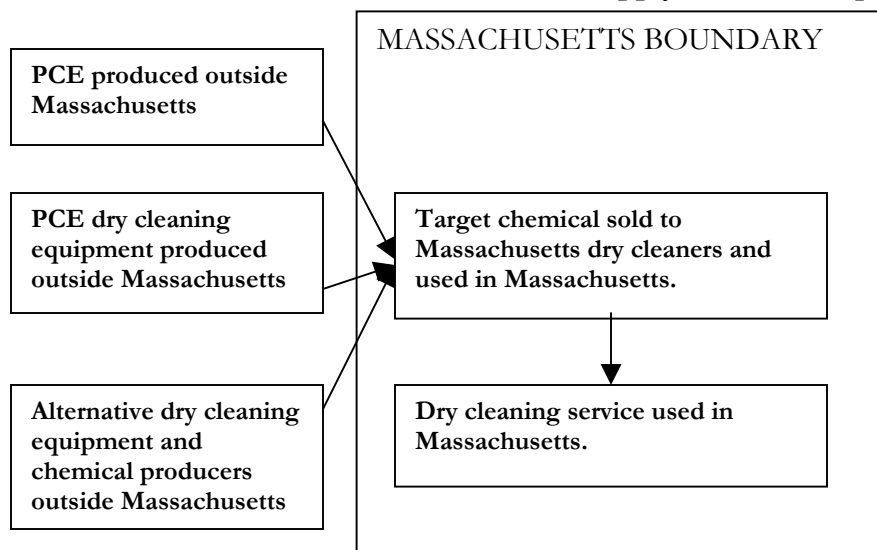 MASSACHUSETTS BOUNDARY
PCE produced outside
Massachusetts
PCE dry cleaning
equipment produced
outside Massachusetts
Target chemical sold to
Massachusetts dry cleaners and
used in Massachusetts.
Alternative dry cleaning
equipment and
chemical producers
outside Massachusetts
Dry cleaning service used in
Massachusetts.